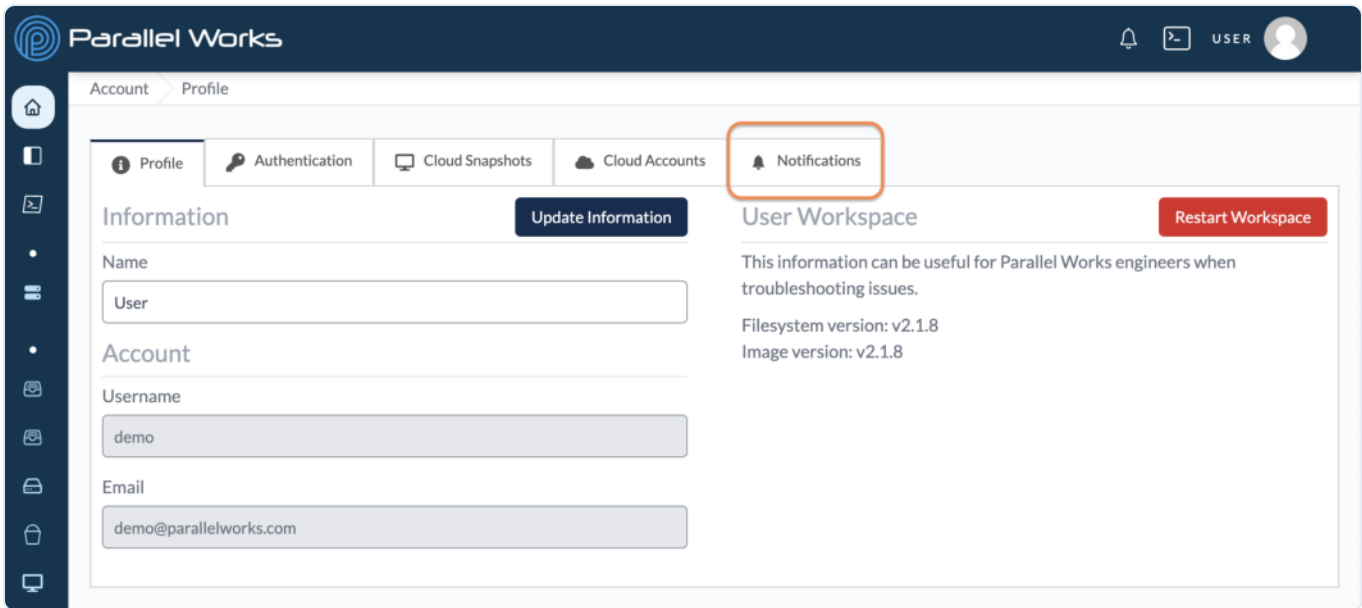 Parallel Works
USER
Account Profile
Profile Authentication Cloud Snapshots Cloud Accounts Notifications
Information
Update Information
Name
User
Account
Username
demo
Email
demo@parallelworks.com
User Workspace
Restart Workspace
This information can be useful for Parallel Works engineers when
troubleshooting issues.
Filesystem version: v2.1.8
Image version: v2.1.8